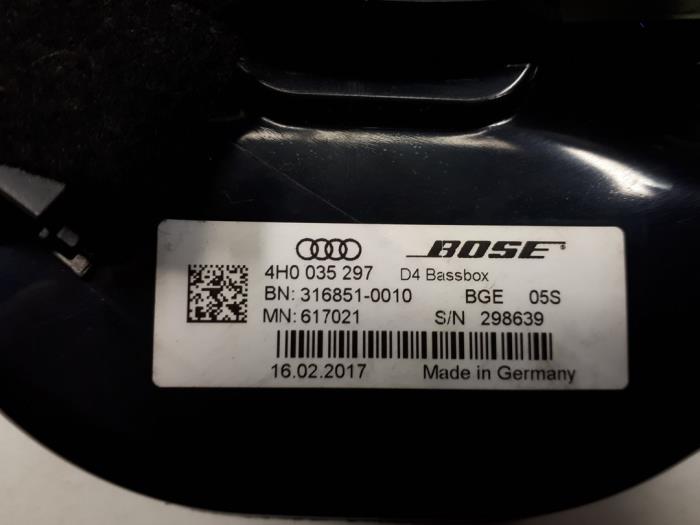 BOSE
4H0 035 297 D4 Bassbox
BN: 316851-0010 BGE 05S
MN: 617021 S/N 298639
16.02.2017 Made in Germany